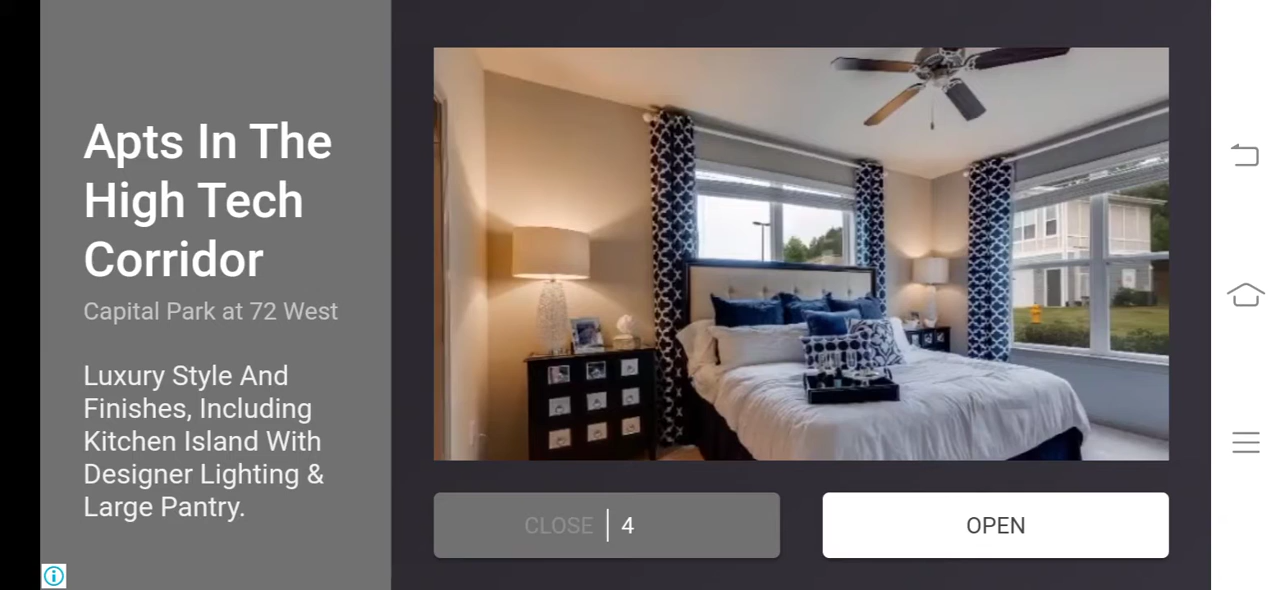 Apts In The
High Tech
Corridor
Capital Park at 72 West
Luxury Style And
Finishes, Including
Kitchen Island With
Designer Lighting &
Large Pantry.
CLOSE 4
OPEN